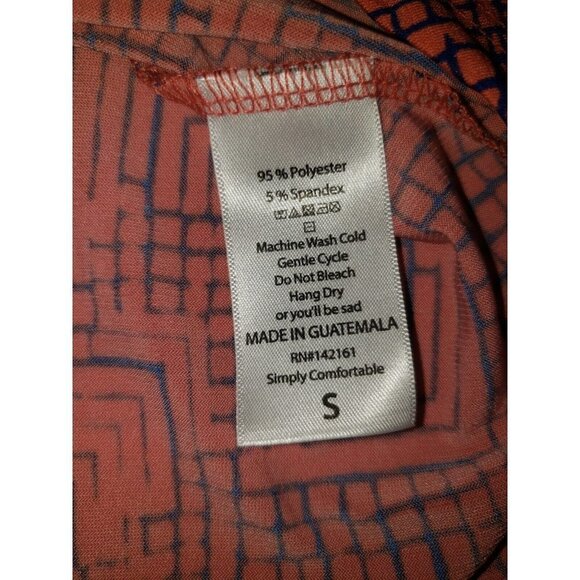 95 % Polyester
5 % Spandex
Machine Wash Cold
Gentle Cycle
Do Not Bleach
Hang Dry
or you'll be sad
MADE IN GUATEMALA
RN#142161
Simply Comfortable
S